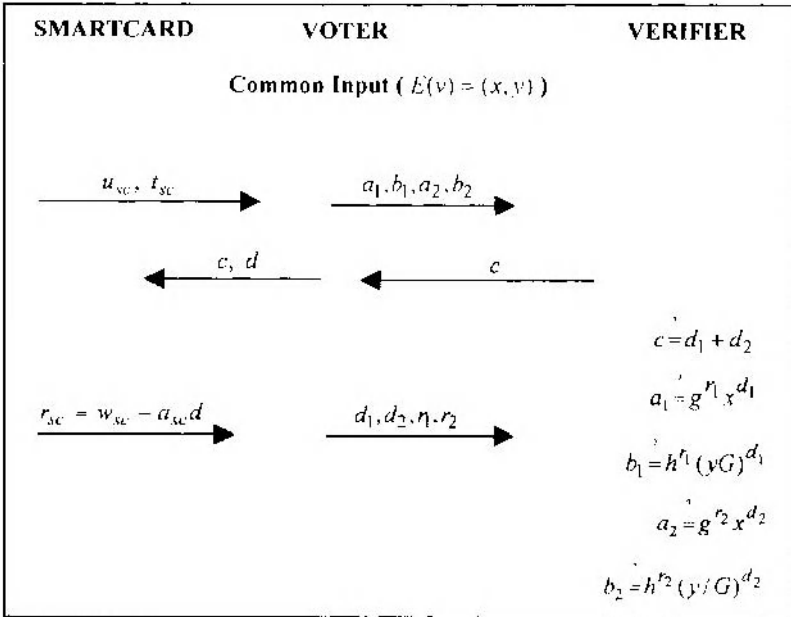 SMARTCARD VOTER VERIFIER
Common Input ( E(v) = (x, y) )
u_sc, t_sc a_1, b_1, a_2, b_2
c, d c
c ?= d_1 + d_2
a_1 ?= g^{r_1} x^{d_1}
r_sc = w_sc − a_sc d d_1, d_2, r_1, r_2
b_1 ?= h^{r_1} (yG)^{d_1}
a_2 ?= g^{r_2} x^{d_2}
b_2 ?= h^{r_2} (y/G)^{d_2}